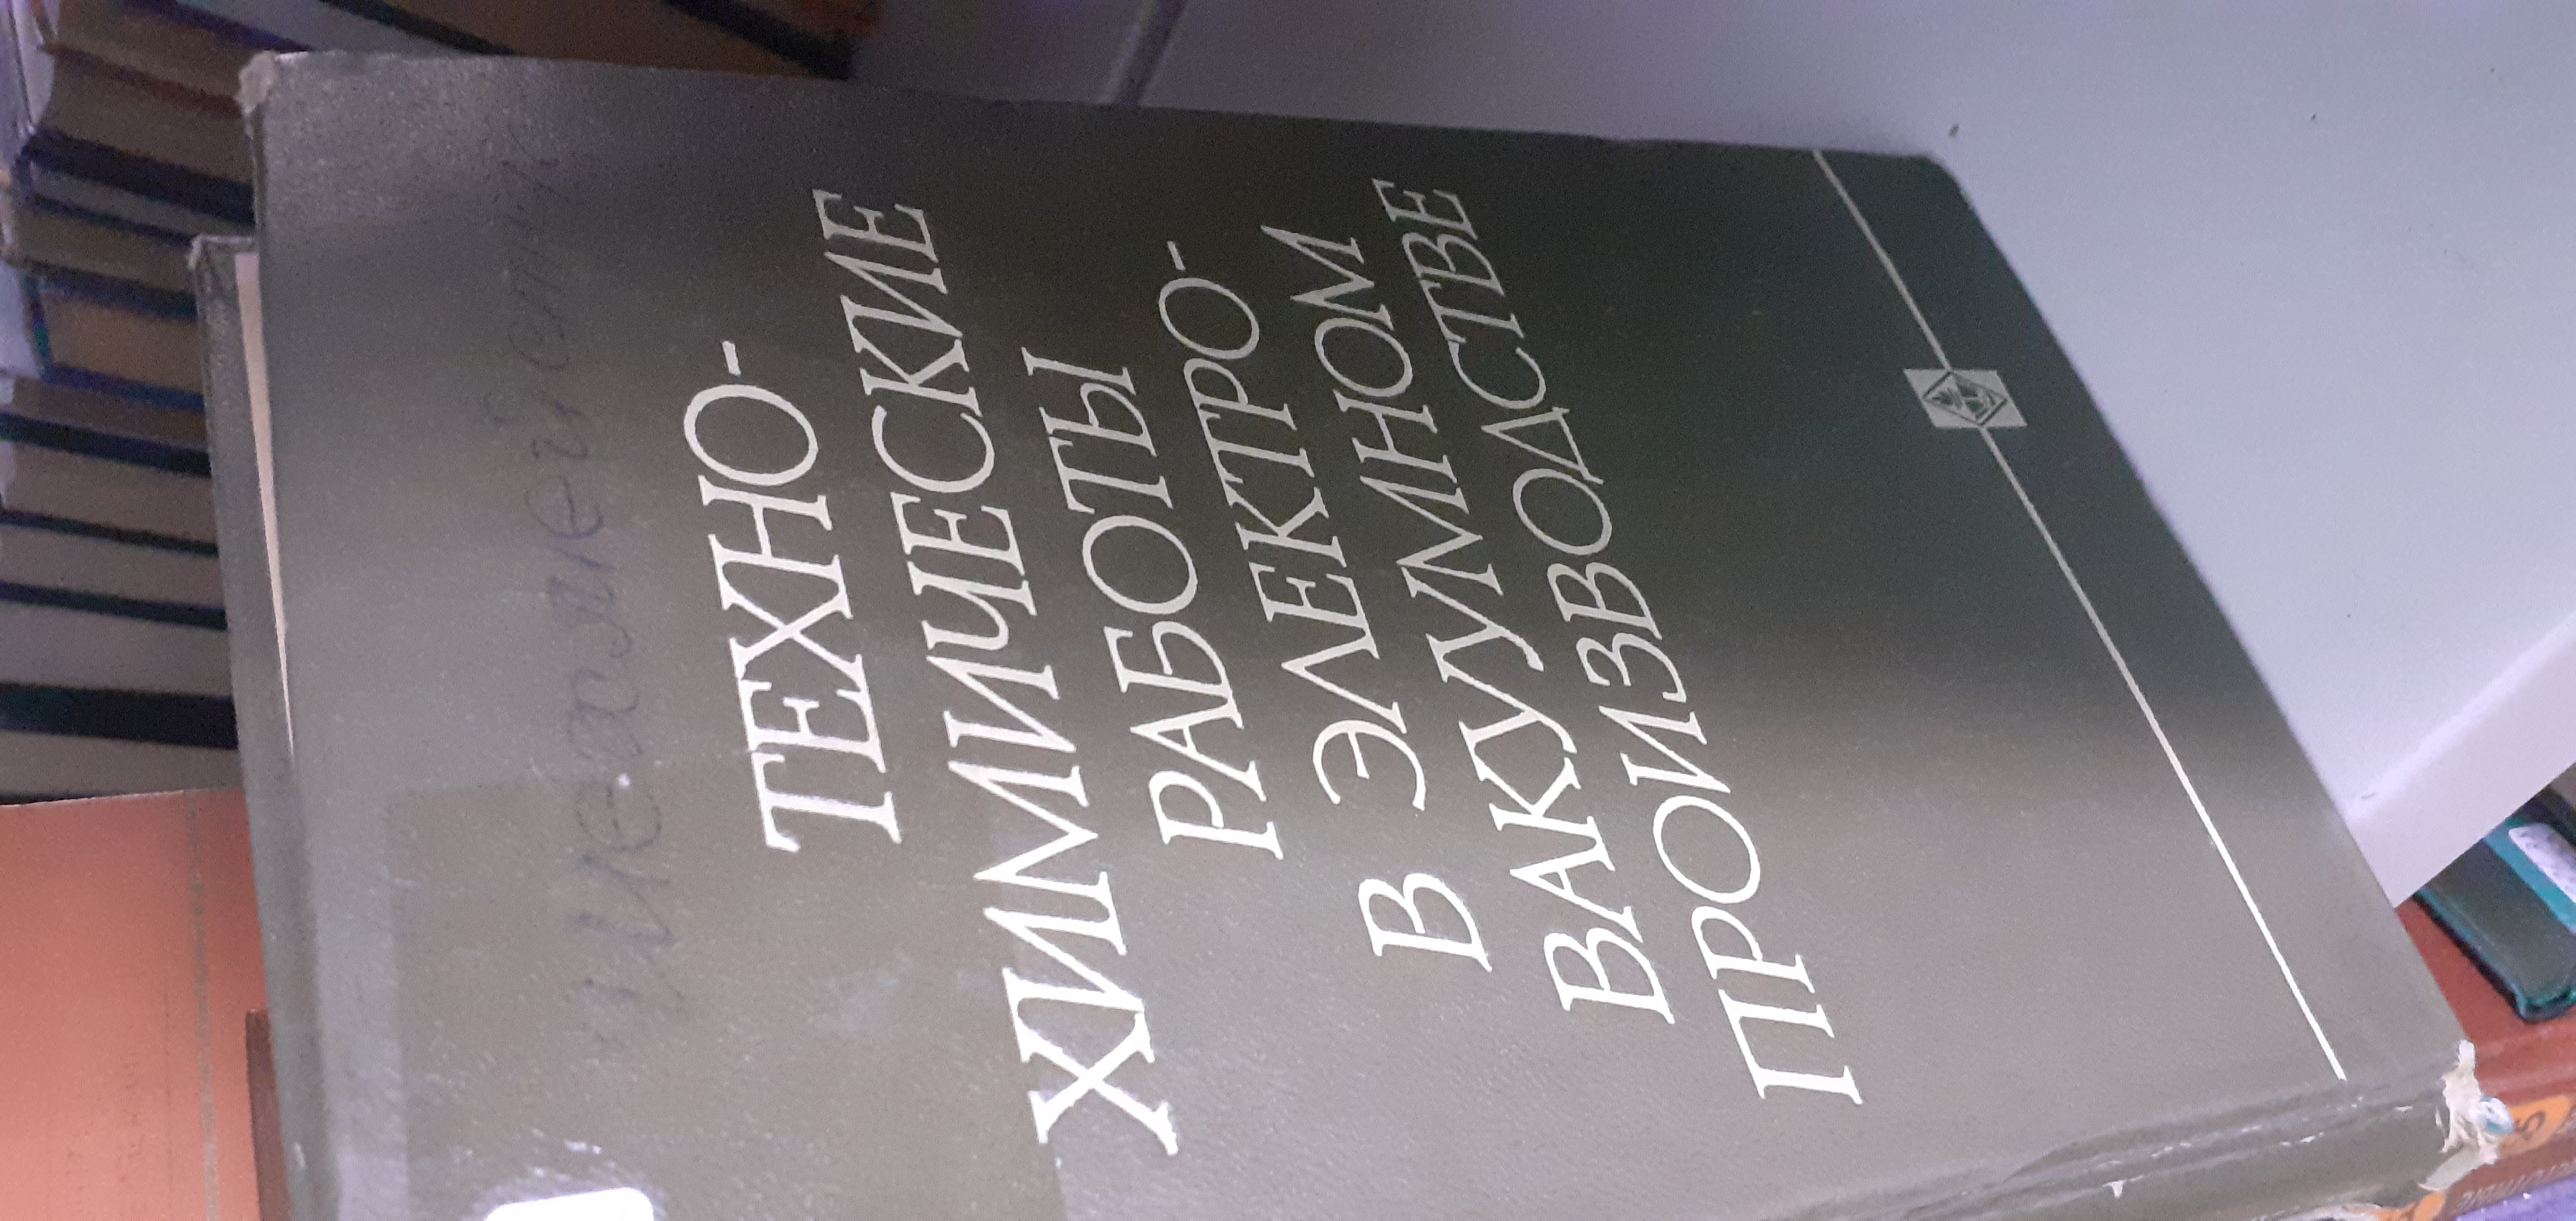 ТЕХНО-
ХИМИЧЕСКИЕ
РАБОТЫ
В ЭЛЕКТРО-
ВАКУУМНОМ
ПРОИЗВОДСТВЕ